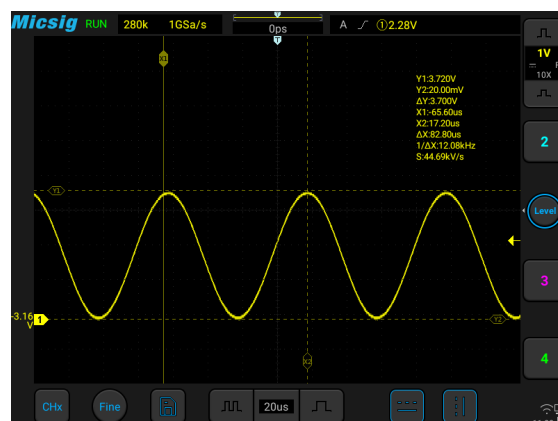 Micsig RUN 280k 1GSa/s 0ps A ①2.28V
1V
10X
X1
Y1:3.720V
Y2:20.00mV
ΔY:3.700V
X1:-65.60us
X2:17.20us
ΔX:82.80us
1/ΔX:12.08kHz
S:44.69kV/s
2
Y1
Level
3
-3.16
V
1
Y2
X2
4
CHx Fine 20us